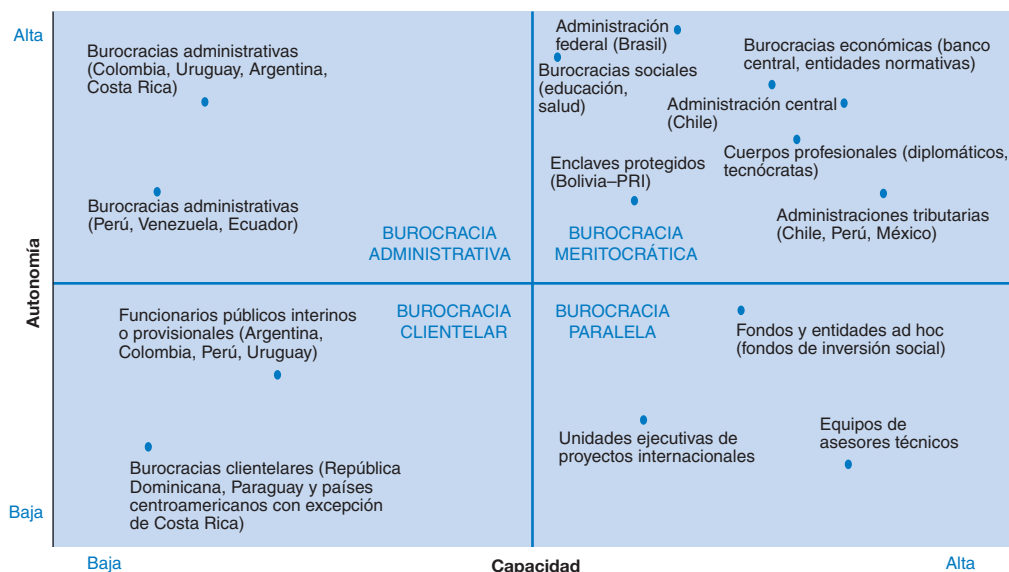 Alta
Burocracias administrativas
(Colombia, Uruguay, Argentina,
Costa Rica)
Burocracias administrativas
(Perú, Venezuela, Ecuador)
BUROCRACIA
ADMINISTRATIVA
Administración
federal (Brasil)
Burocracias sociales
(educación,
salud)
Burocracias económicas (banco
central, entidades normativas)
Administración central
(Chile)
Cuerpos profesionales (diplomáticos,
tecnócratas)
Enclaves protegidos
(Bolivia–PRI)
Administraciones tributarias
(Chile, Perú, México)
BUROCRACIA
MERITOCRÁTICA
Autonomía
Funcionarios públicos interinos
o provisionales (Argentina,
Colombia, Perú, Uruguay)
BUROCRACIA
CLIENTELAR
Burocracias clientelares (República
Dominicana, Paraguay y países
centroamericanos con excepción
de Costa Rica)
BUROCRACIA
PARALELA
Fondos y entidades ad hoc
(fondos de inversión social)
Unidades ejecutivas de
proyectos internacionales
Equipos de
asesores técnicos
Baja
Baja
Capacidad
Alta